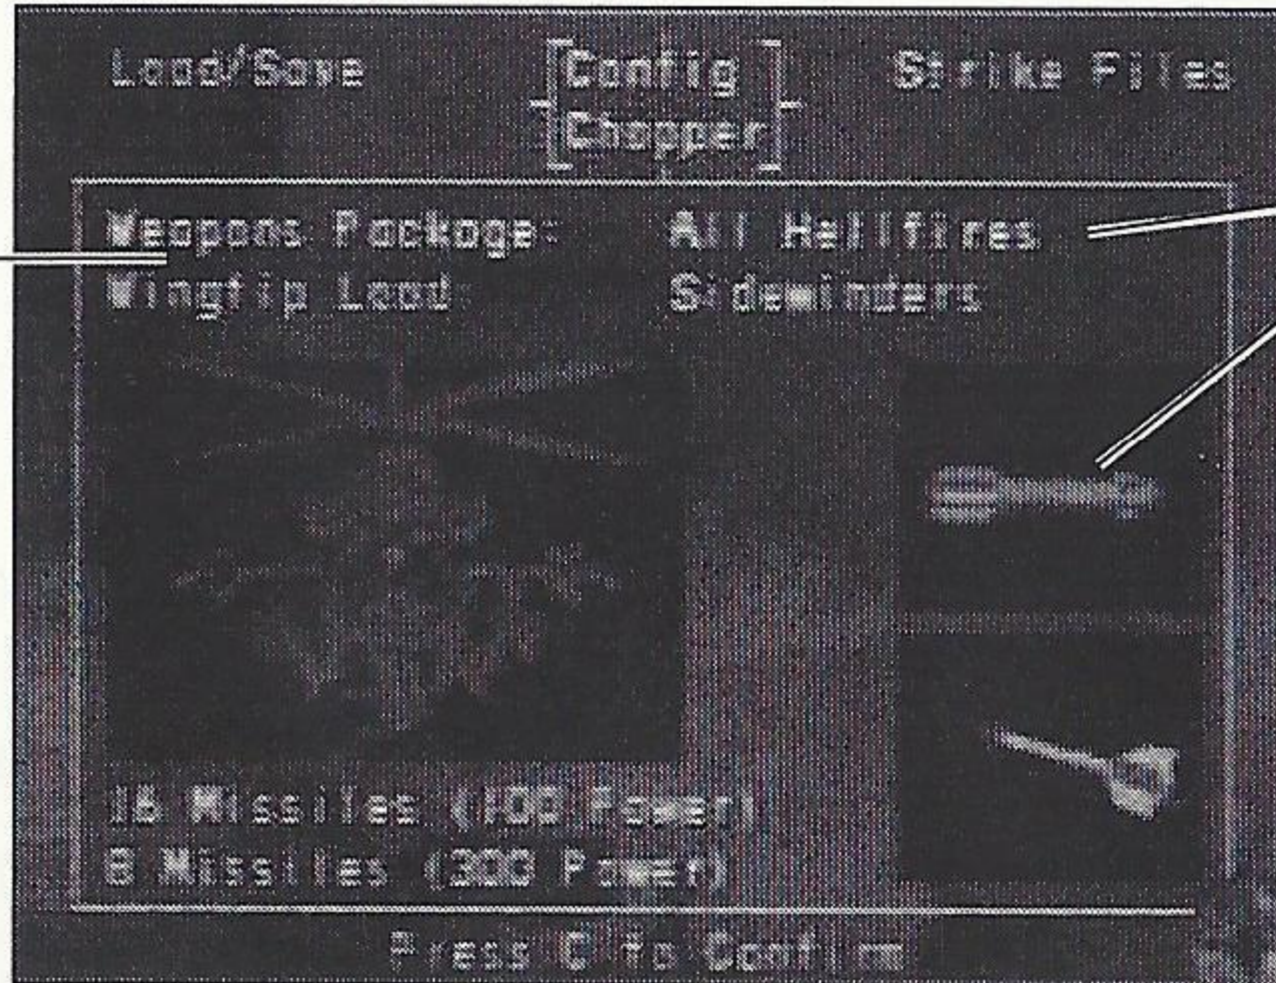 Load/Save
Config
Chopper
Strike Files
Weapons Package: All Hellfires
Wingtip Load: Sidewinders
16 Missiles (100 Power)
8 Missiles (300 Power)
Press C To Confirm